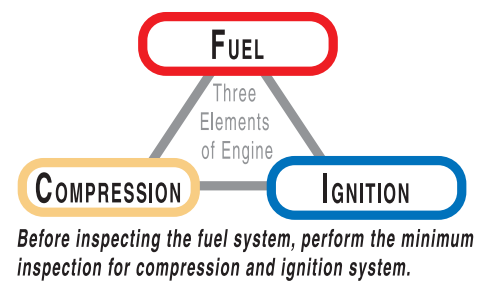 FUEL
Three
Elements
of Engine
COMPRESSION
IGNITION
Before inspecting the fuel system, perform the minimum
inspection for compression and ignition system.